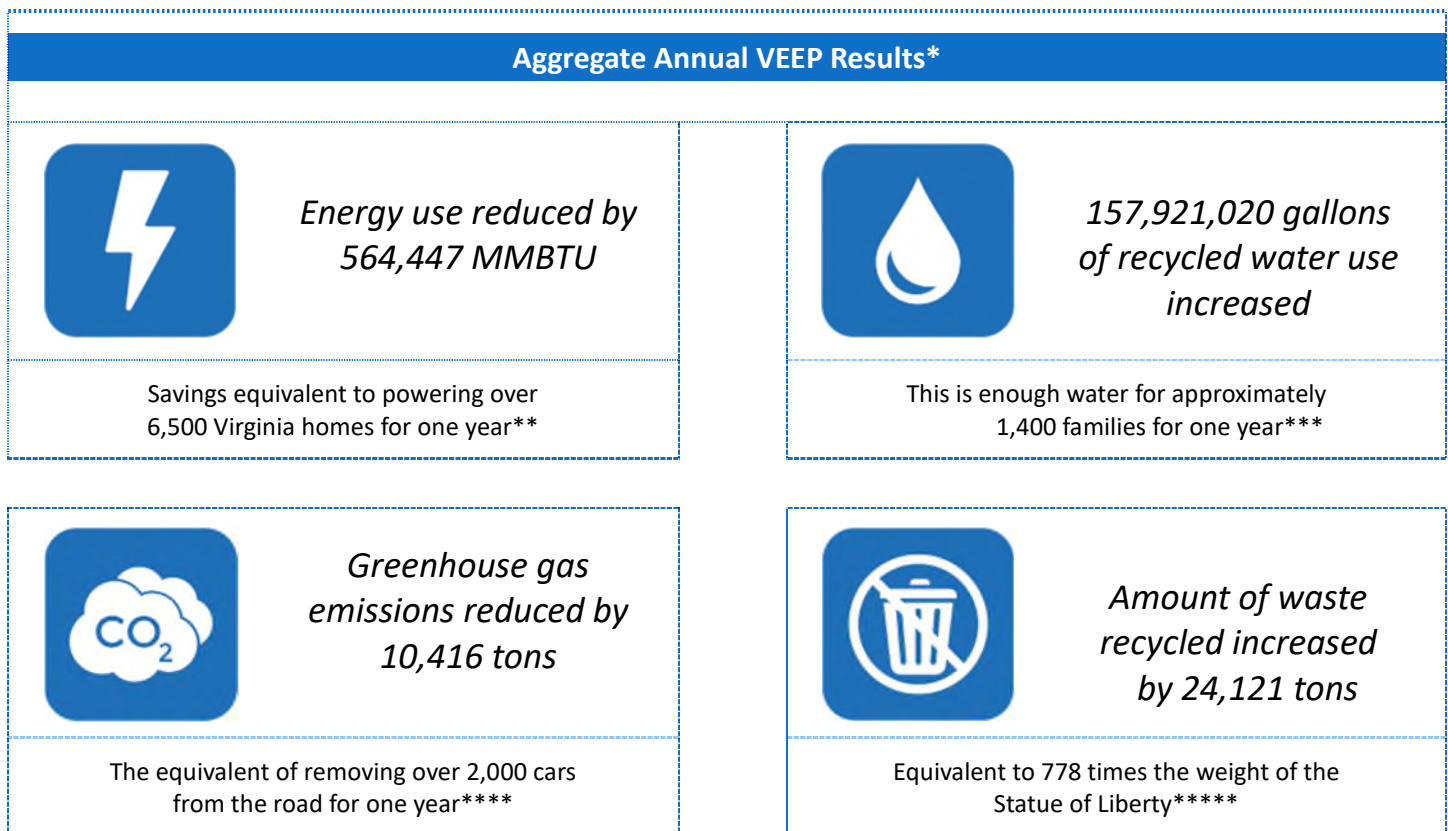 Aggregate Annual VEEP Results*
Energy use reduced by
564,447 MMBTU
157,921,020 gallons
of recycled water use
increased
Savings equivalent to powering over
6,500 Virginia homes for one year**
This is enough water for approximately
1,400 families for one year***
CO2
Greenhouse gas
emissions reduced by
10,416 tons
Amount of waste
recycled increased
by 24,121 tons
The equivalent of removing over 2,000 cars
from the road for one year****
Equivalent to 778 times the weight of the
Statue of Liberty*****